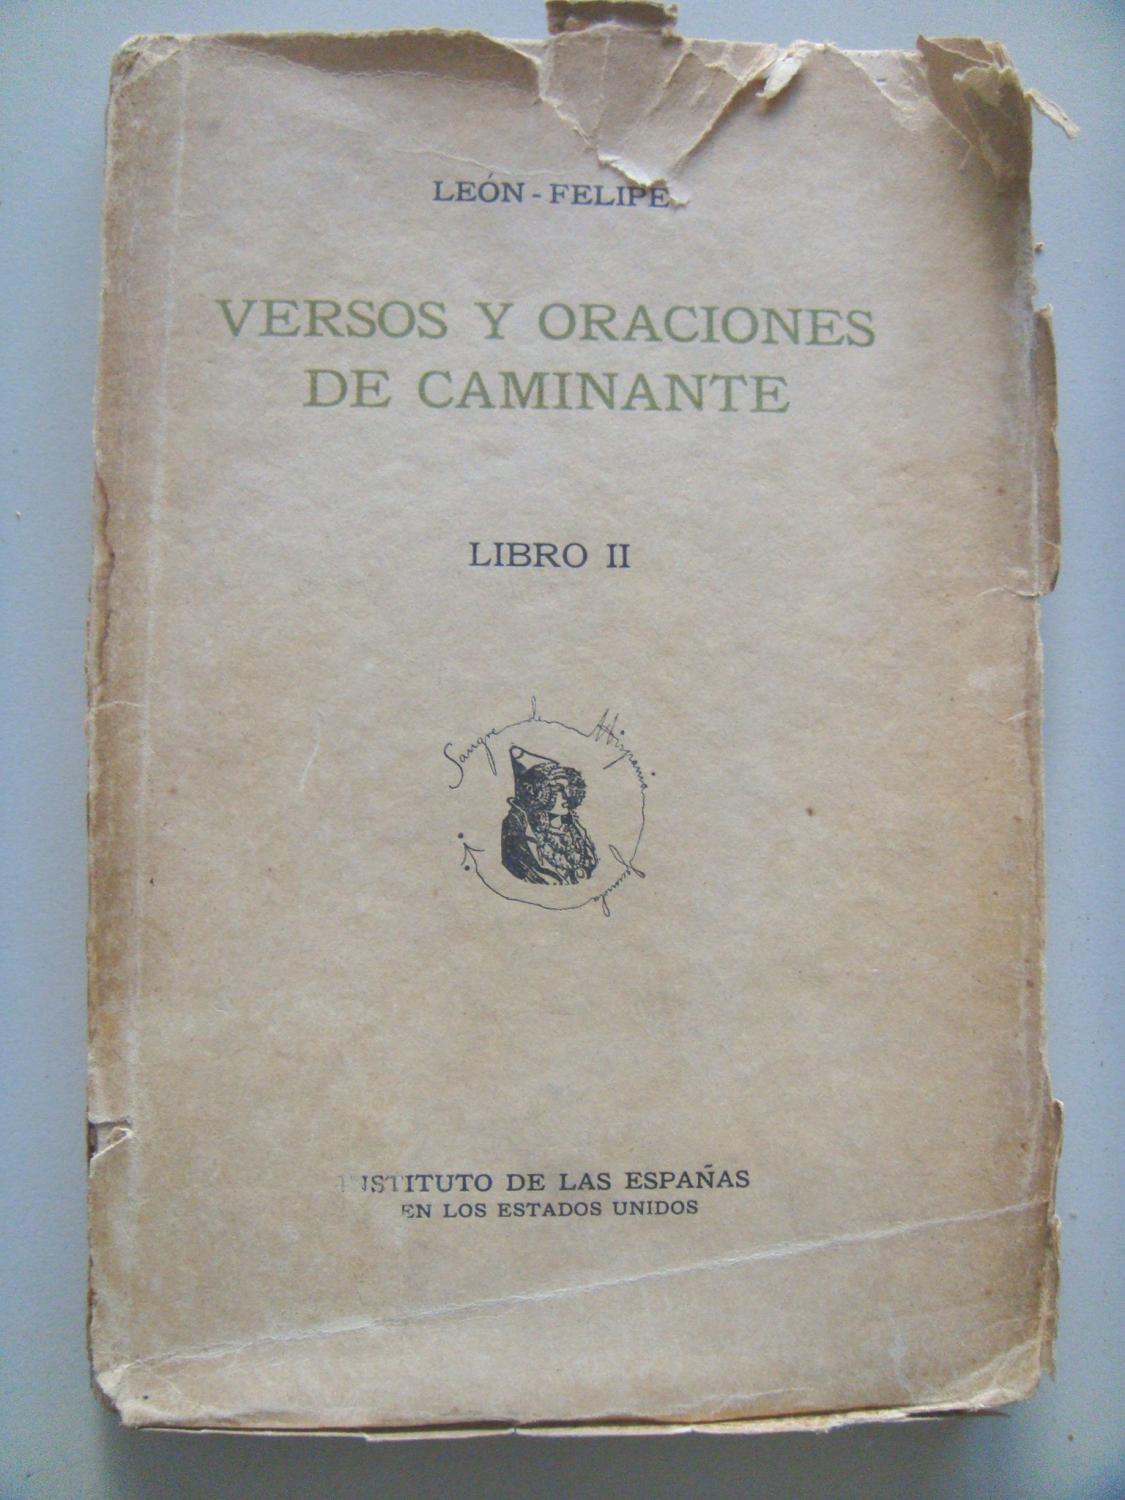 LEÓN-FELIPE
VERSOS Y ORACIONES
DE CAMINANTE
LIBRO II
Sangre de Hispania fecunda
INSTITUTO DE LAS ESPAÑAS
EN LOS ESTADOS UNIDOS